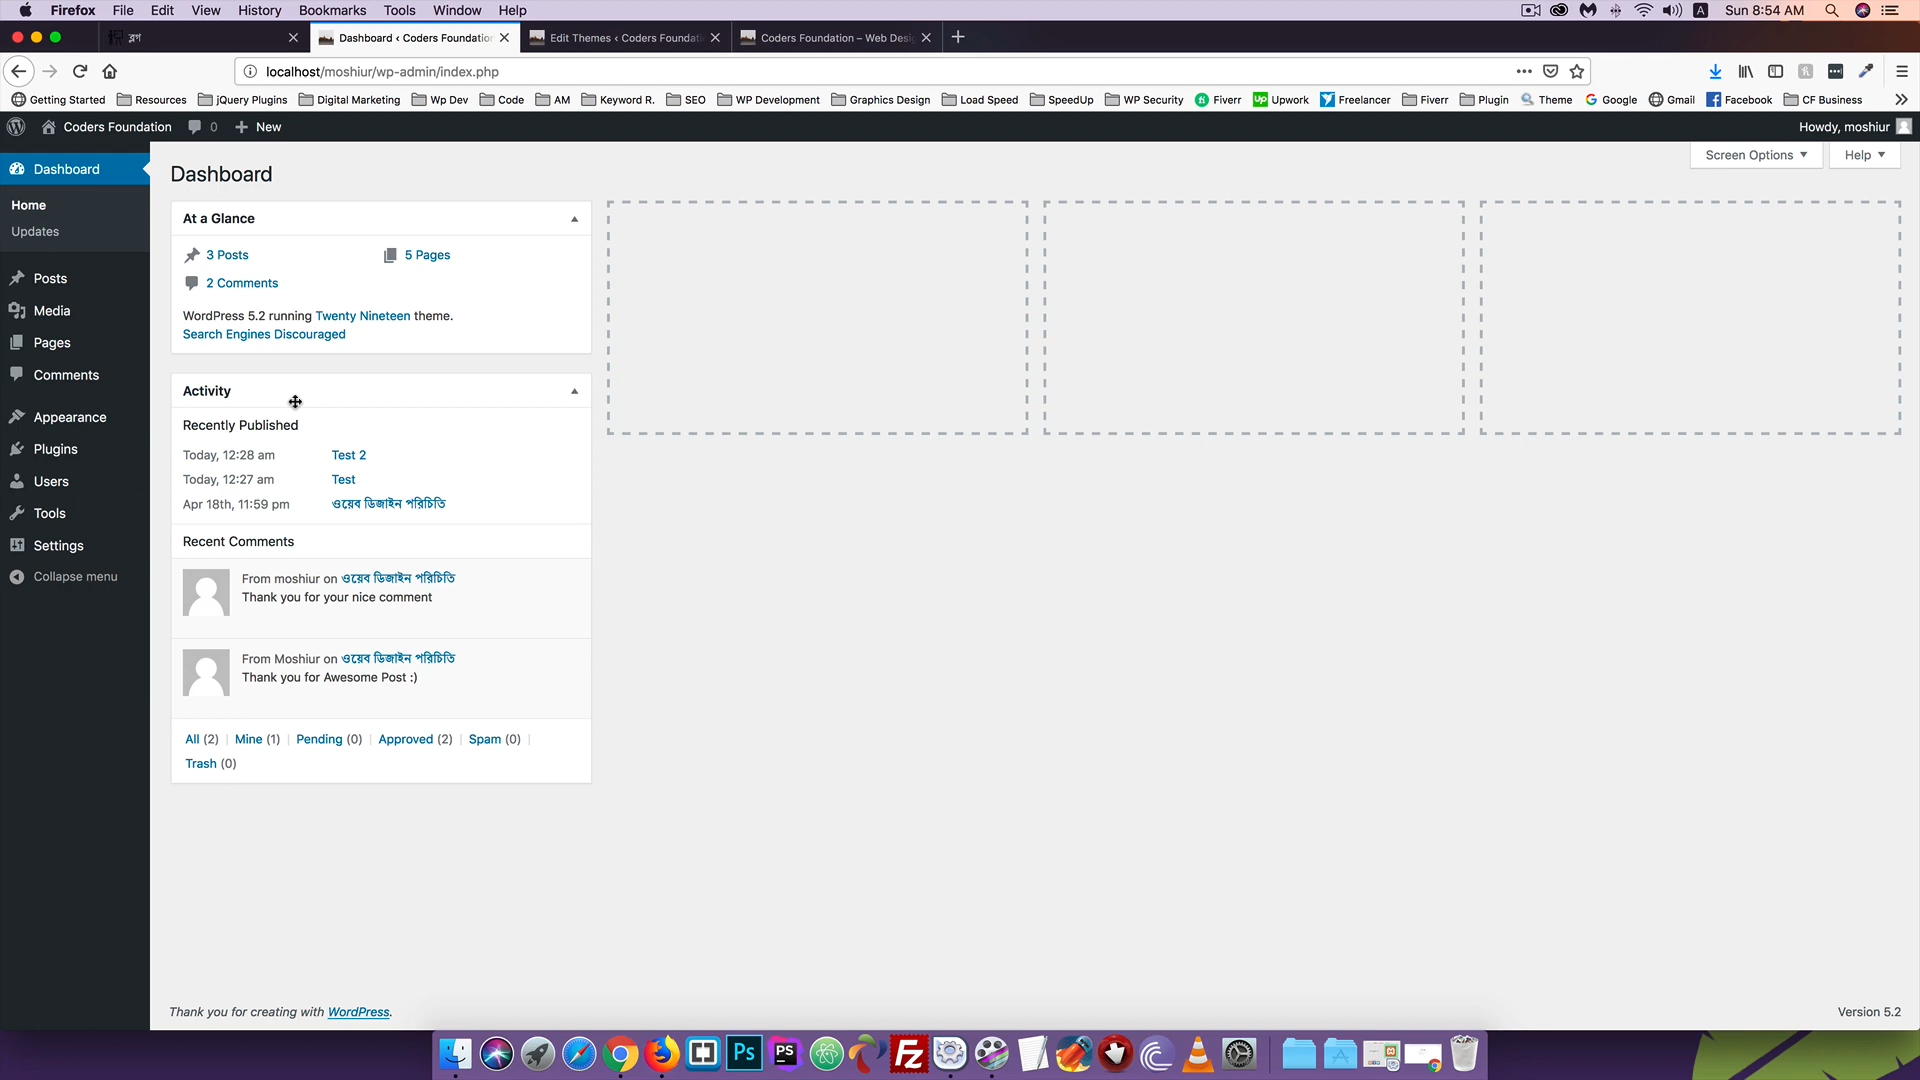 Firefox File Edit View History Bookmarks Tools Window Help Sun 8:54 AM
ব্লগ Dashboard ‹ Coders Foundation Edit Themes ‹ Coders Foundati Coders Foundation – Web Desi
localhost/moshiur/wp-admin/index.php
Getting Started Resources jQuery Plugins Digital Marketing Wp Dev Code AM Keyword R. SEO WP Development Graphics Design Load Speed SpeedUp WP Security Fiverr Upwork Freelancer Fiverr Plugin Theme Google Gmail Facebook CF Business
Coders Foundation 0 New Howdy, moshiur
Screen Options Help
Dashboard
Home
Updates
Posts
Media
Pages
Comments
Appearance
Plugins
Users
Tools
Settings
Collapse menu
Dashboard
At a Glance
3 Posts 5 Pages
2 Comments
WordPress 5.2 running Twenty Nineteen theme.
Search Engines Discouraged
Activity
Recently Published
Today, 12:28 am Test 2
Today, 12:27 am Test
Apr 18th, 11:59 pm ওয়েব ডিজাইন পরিচিতি
Recent Comments
From moshiur on ওয়েব ডিজাইন পরিচিতি
Thank you for your nice comment
From Moshiur on ওয়েব ডিজাইন পরিচিতি
Thank you for Awesome Post :)
All (2) | Mine (1) | Pending (0) | Approved (2) | Spam (0) |
Trash (0)
Thank you for creating with WordPress. Version 5.2
Ps PS Fz